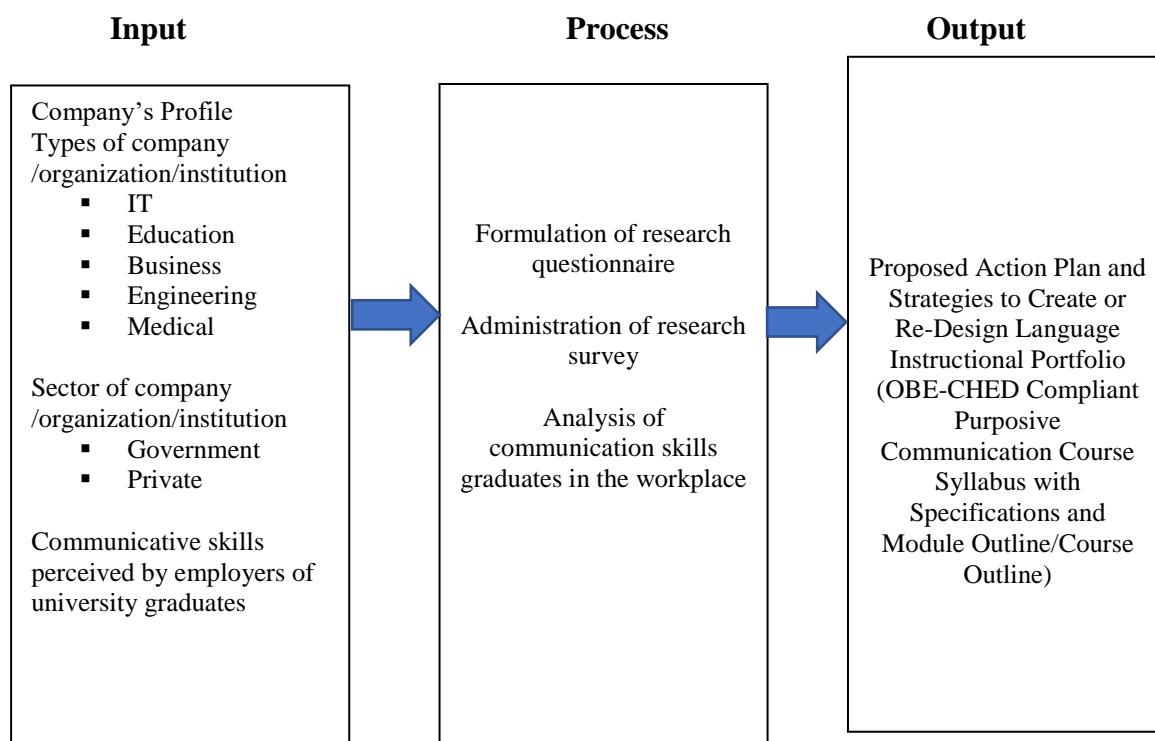 Input
Process
Output
Company’s Profile
Types of company
/organization/institution
▪ IT
▪ Education
▪ Business
▪ Engineering
▪ Medical
Sector of company
/organization/institution
▪ Government
▪ Private
Communicative skills
perceived by employers of
university graduates
Formulation of research
questionnaire
Administration of research
survey
Analysis of
communication skills
graduates in the workplace
Proposed Action Plan and
Strategies to Create or
Re-Design Language
Instructional Portfolio
(OBE-CHED Compliant
Purposive
Communication Course
Syllabus with
Specifications and
Module Outline/Course
Outline)